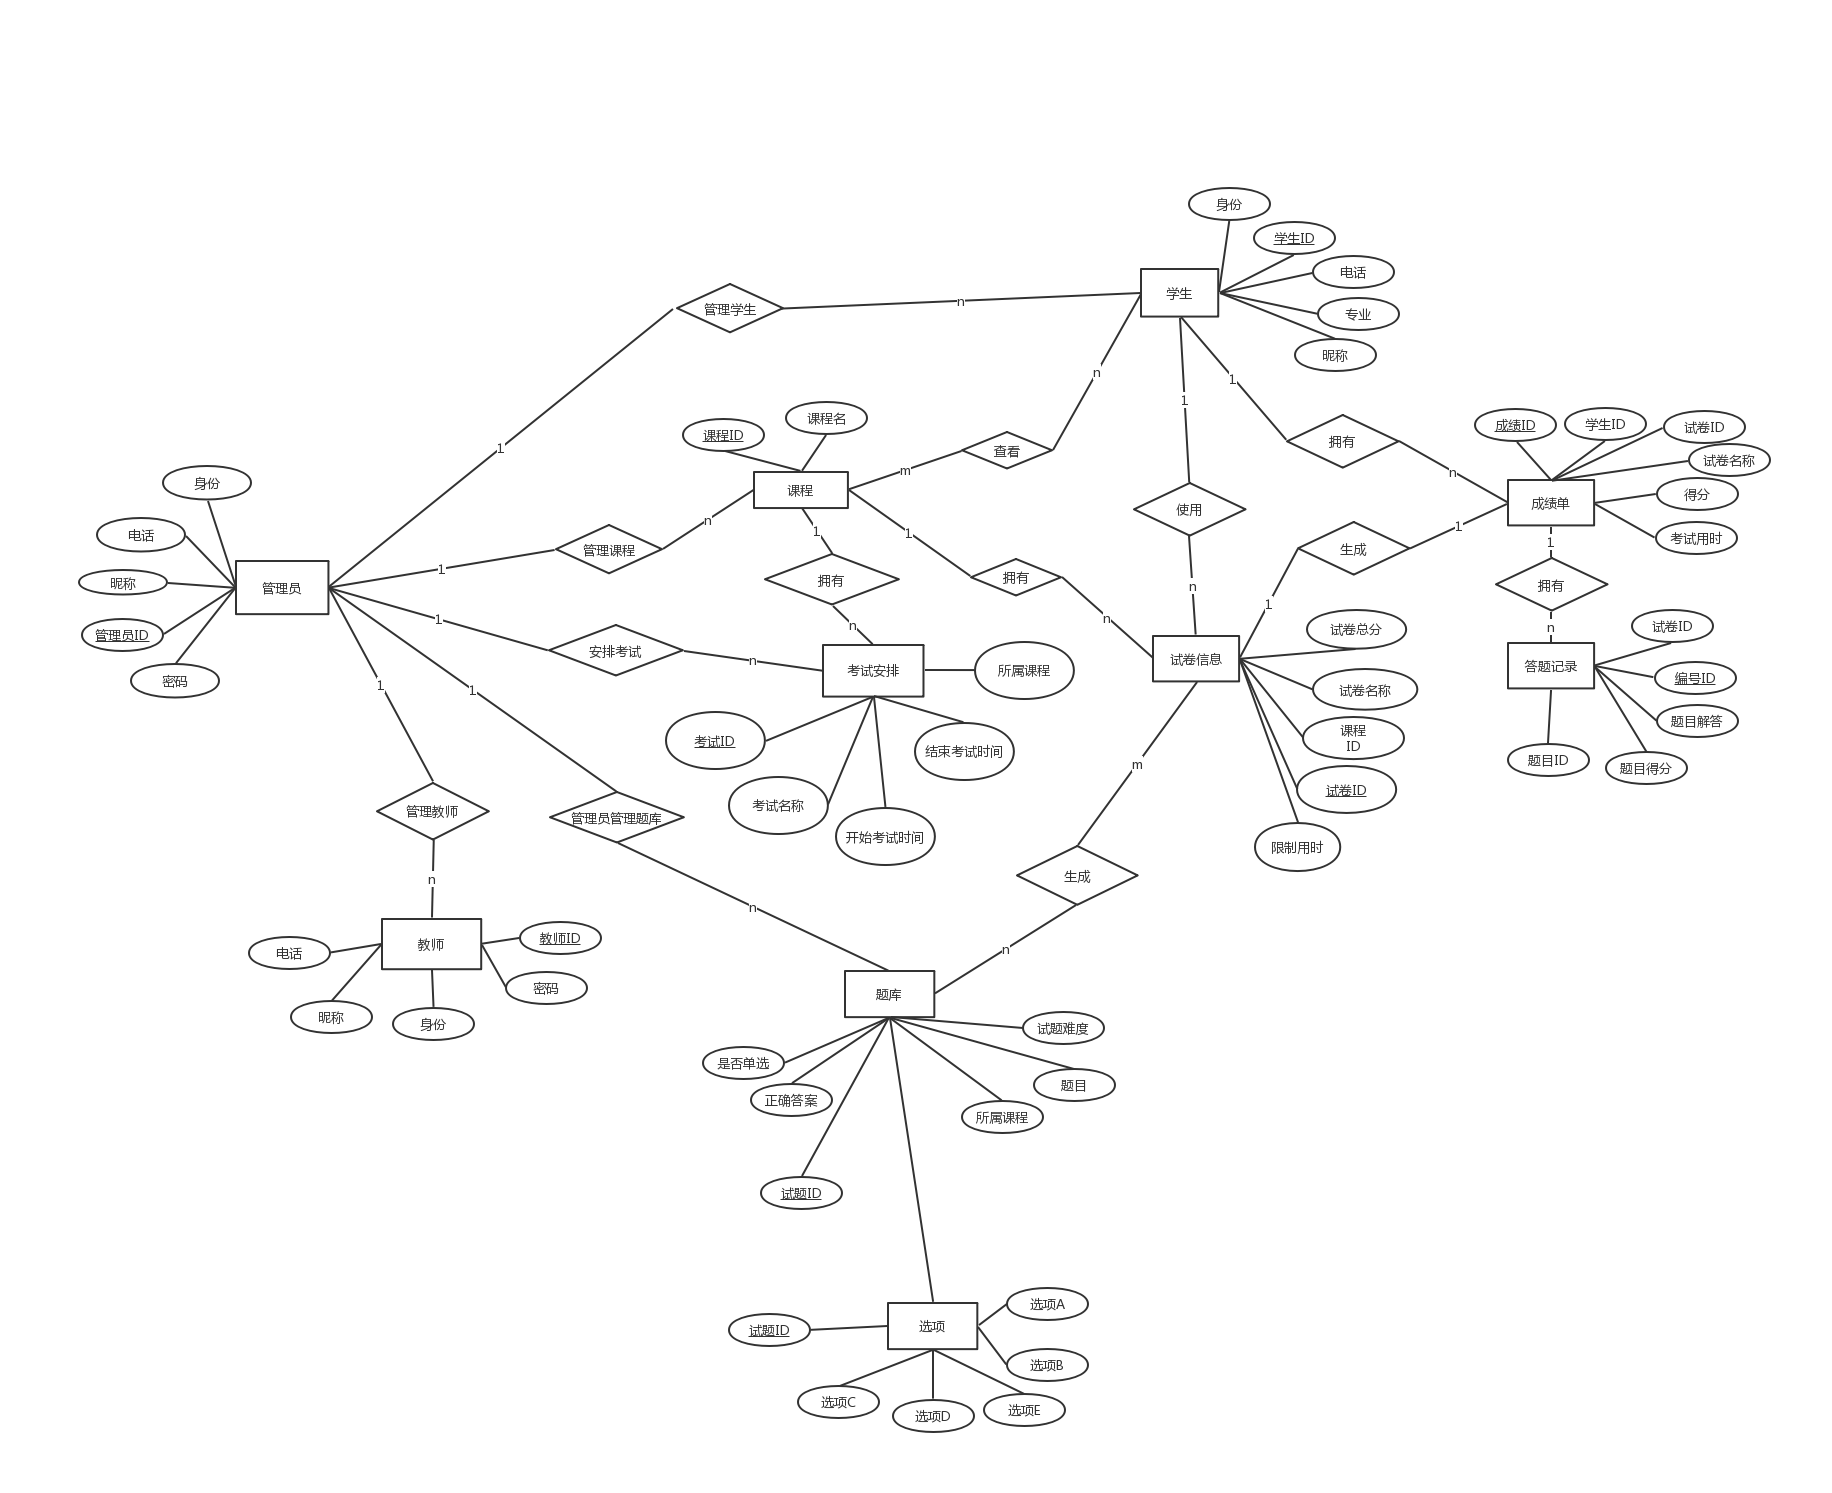 身份
学生ID
电话
学生
管理学生
n
专业
昵称
n
1
1
课程名
课程ID
查看
拥有
成绩ID
学生ID
试卷ID
试卷名称
1
m
n
身份
课程
得分
成绩单
使用
n
1
1
1
考试用时
电话
管理课程
生成
1
1
拥有
拥有
拥有
昵称
管理员
n
1
1
n
n
n
试卷ID
管理员ID
安排考试
试卷总分
n
试卷信息
答题记录
考试安排
所属课程
编号ID
密码
1
1
试卷名称
题目解答
考试ID
结束考试时间
课程
ID
题目ID
题目得分
m
试卷ID
考试名称
管理教师
管理员管理题库
开始考试时间
限制用时
n
生成
n
教师ID
教师
电话
n
密码
题库
昵称
身份
试题难度
是否单选
题目
正确答案
所属课程
试题ID
选项A
试题ID
选项
选项B
选项C
选项D
选项E